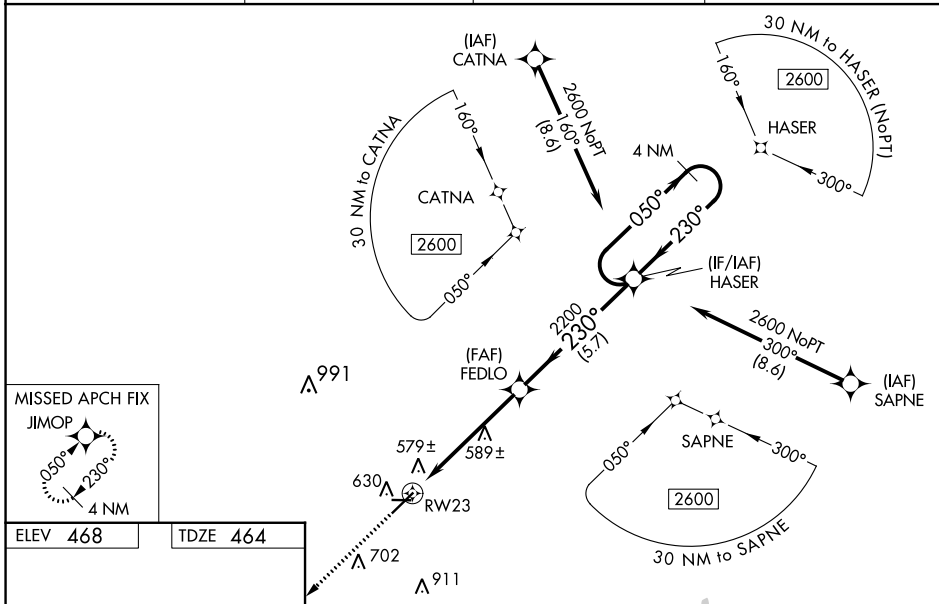 (IAF)
CATNA
2600 NoPT
160°
(8.6)
30 NM to HASER (NoPT)
160°
2600
HASER
300°
30 NM to CATNA
160°
CATNA
2600
050°
4 NM
050°
230°
(IF/IAF)
HASER
2200
230°
(5.7)
2600 NoPT
300°
(8.6)
(IAF)
SAPNE
(FAF)
FEDLO
991
MISSED APCH FIX
JIMOP
050°
230°
4 NM
579±
589±
630
RW23
050°
SAPNE
300°
2600
30 NM to SAPNE
ELEV 468
TDZE 464
702
911